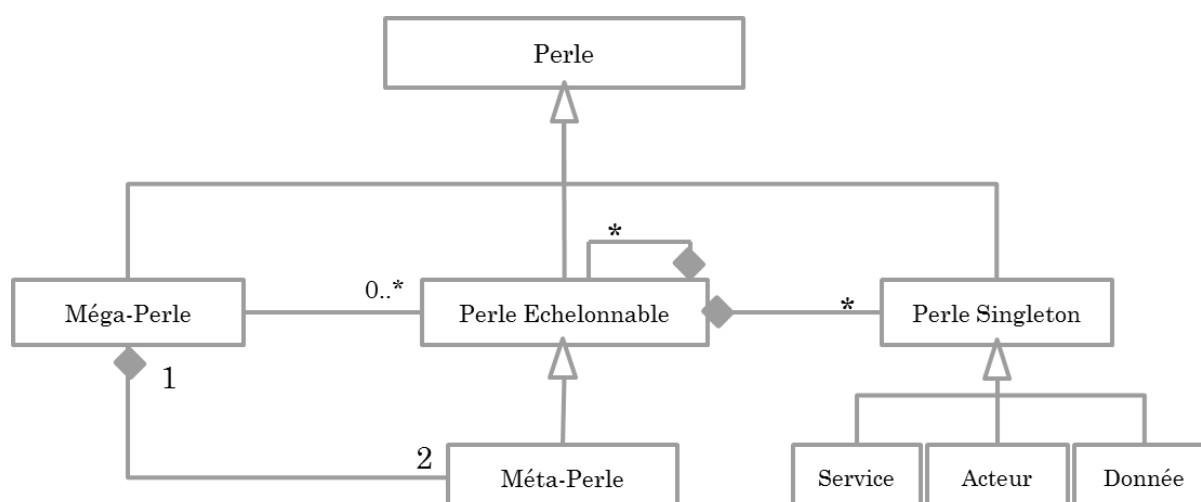 Perle
*
0..*
Méga-Perle
Perle Echelonnable
*
Perle Singleton
1
2
Méta-Perle
Service
Acteur
Donnée